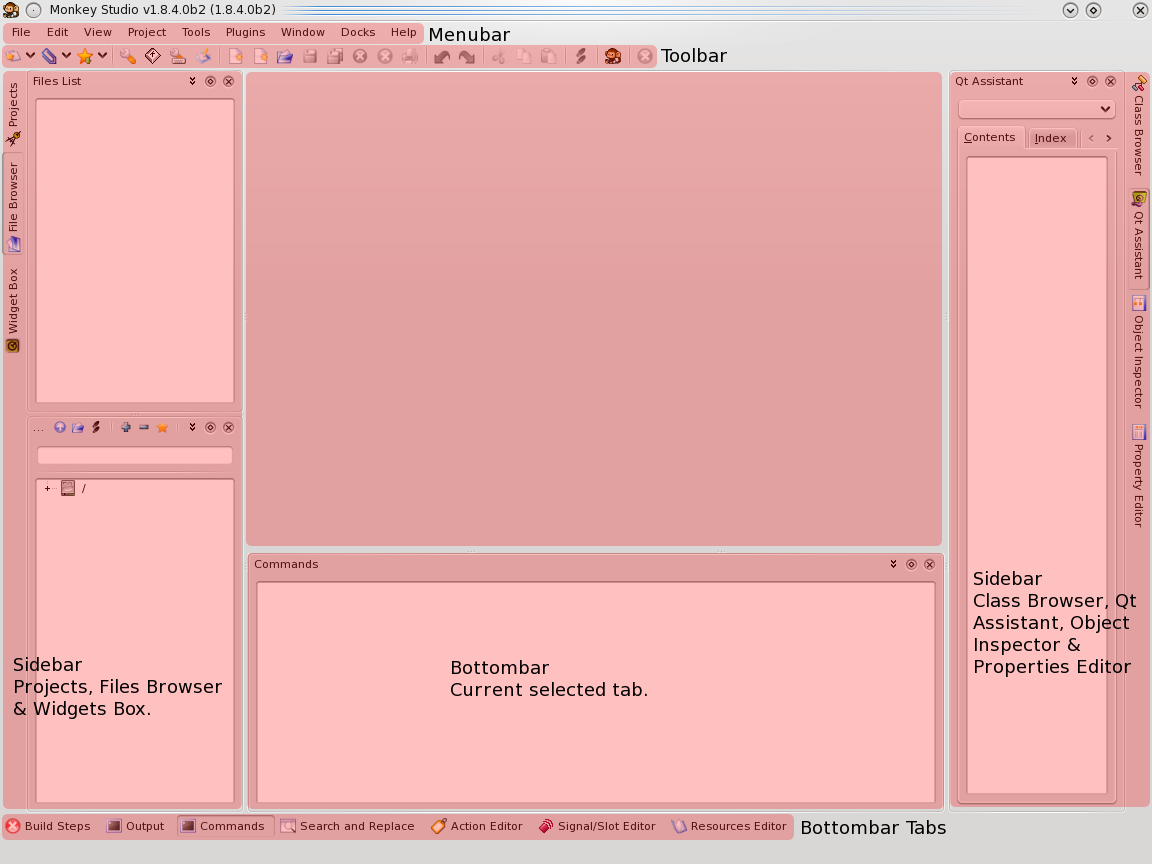 Monkey Studio v1.8.4.0b2 (1.8.4.0b2)
File Edit View Project Tools Plugins Window Docks Help Menubar
Toolbar
Projects
File Browser
Widget Box
Files List
... 
/
Sidebar
Projects, Files Browser
& Widgets Box.
Commands
Bottombar
Current selected tab.
Qt Assistant
Contents Index
Sidebar
Class Browser, Qt
Assistant, Object
Inspector &
Properties Editor
Class Browser
Qt Assistant
Object Inspector
Property Editor
Build Steps Output Commands Search and Replace Action Editor Signal/Slot Editor Resources Editor Bottombar Tabs